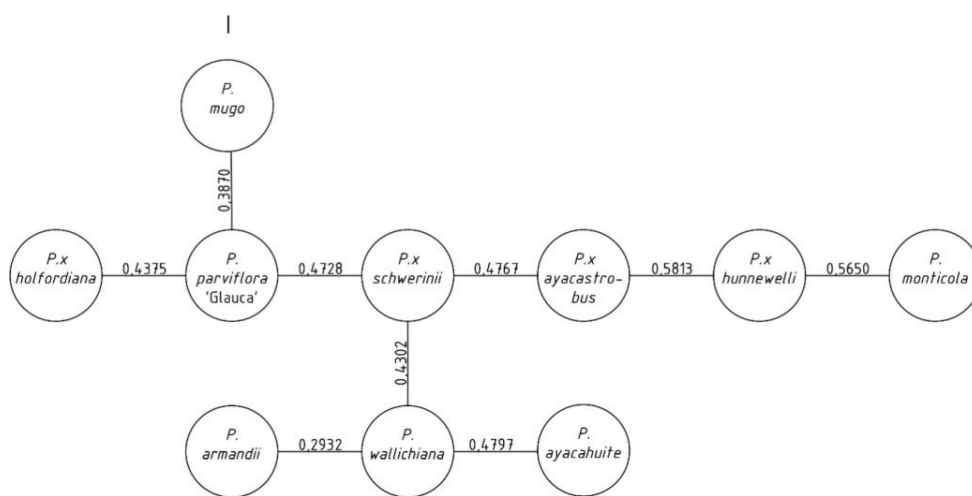 I
P.
mugo
0,3870
P.x
holfordiana
0,4375
P.
parviflora
'Glauca'
0,4728
P.x
schwerinii
0,4767
P.x
ayacastro-
bus
0,5813
P.x
hunnewelli
0,5650
P.
monticola
0,4302
P.
armandii
0,2932
P.
wallichiana
0,4797
P.
ayacahuite